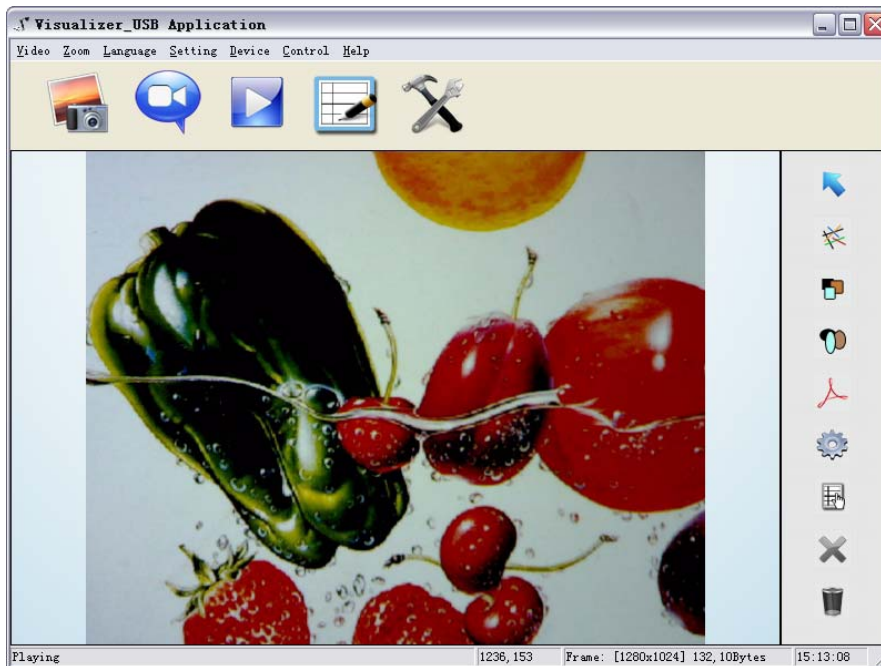 Visualizer_USB Application
Video Zoom Language Setting Device Control Help
Playing 1236,153 Frame: [1280x1024] 132,10Bytes 15:13:08